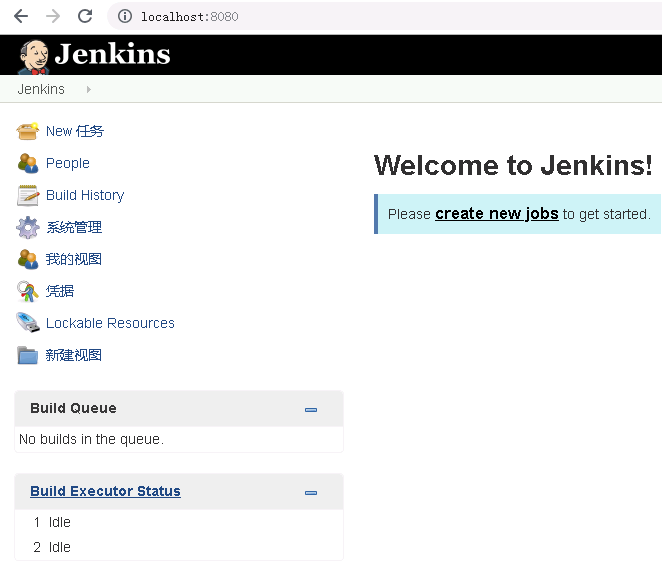 localhost:8080
Jenkins
Jenkins
New 任务
People
Build History
系统管理
我的视图
凭据
Lockable Resources
新建视图
Welcome to Jenkins!
Please create new jobs to get started.
Build Queue
No builds in the queue.
Build Executor Status
1 Idle
2 Idle